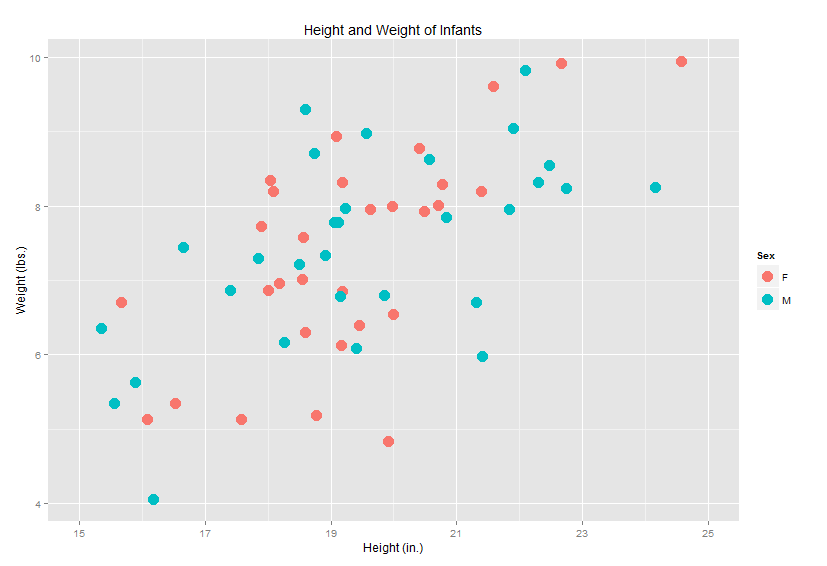 Height and Weight of Infants
10
8
6
4
Weight (lbs.)
15 17 19 21 23 25
Height (in.)
Sex
F
M